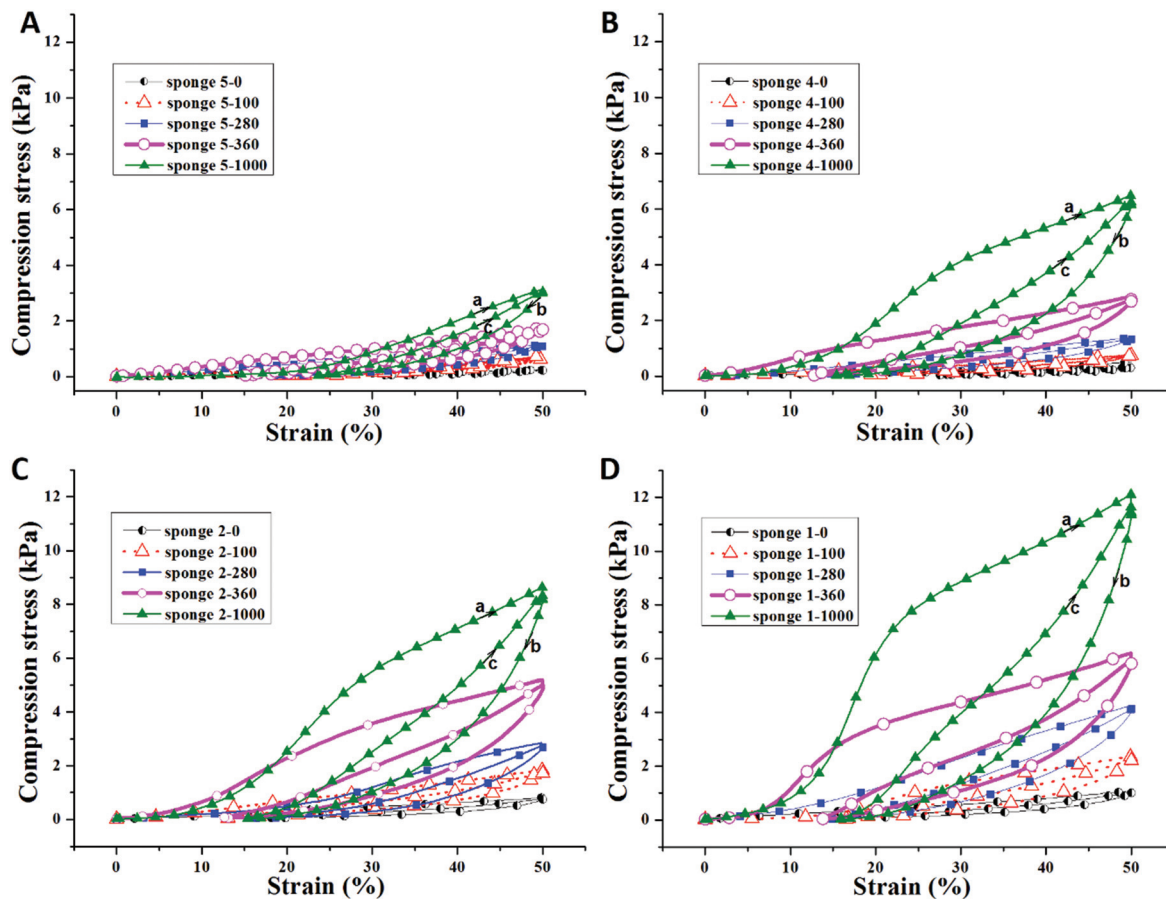 A
Compression stress (kPa)
12
10
8
6
4
2
0
sponge 5-0
sponge 5-100
sponge 5-280
sponge 5-360
sponge 5-1000
a
c
b
0 10 20 30 40 50
Strain (%)
B
Compression stress (kPa)
12
10
8
6
4
2
0
sponge 4-0
sponge 4-100
sponge 4-280
sponge 4-360
sponge 4-1000
a
b
c
0 10 20 30 40 50
Strain (%)
C
Compression stress (kPa)
12
10
8
6
4
2
0
sponge 2-0
sponge 2-100
sponge 2-280
sponge 2-360
sponge 2-1000
a
b
c
0 10 20 30 40 50
Strain (%)
D
Compression stress (kPa)
12
10
8
6
4
2
0
sponge 1-0
sponge 1-100
sponge 1-280
sponge 1-360
sponge 1-1000
a
b
c
0 10 20 30 40 50
Strain (%)